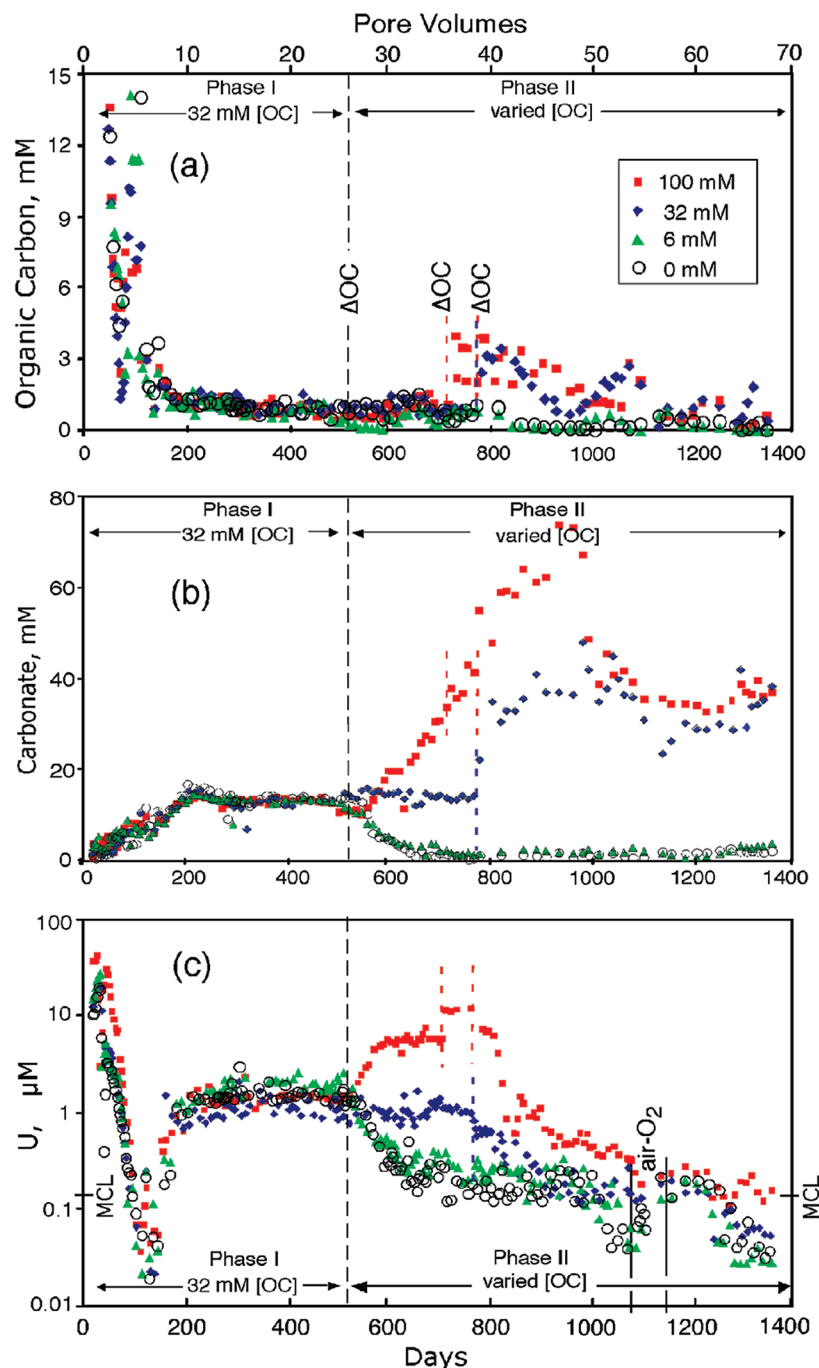 Pore Volumes
0 10 20 30 40 50 60 70
15
12
9
6
3
0
Organic Carbon, mM
Phase I
32 mM [OC]
Phase II
varied [OC]
(a)
100 mM
32 mM
6 mM
0 mM
ΔOC
ΔOC
ΔOC
0 200 400 600 800 1000 1200 1400
80
60
40
20
0
Carbonate, mM
Phase I
32 mM [OC]
Phase II
varied [OC]
(b)
0 200 400 600 800 1000 1200 1400
100
10
1
0.1
0.01
U, µM
(c)
MCL
air-O2
MCL
Phase I
32 mM [OC]
Phase II
varied [OC]
0 200 400 600 800 1000 1200 1400
Days